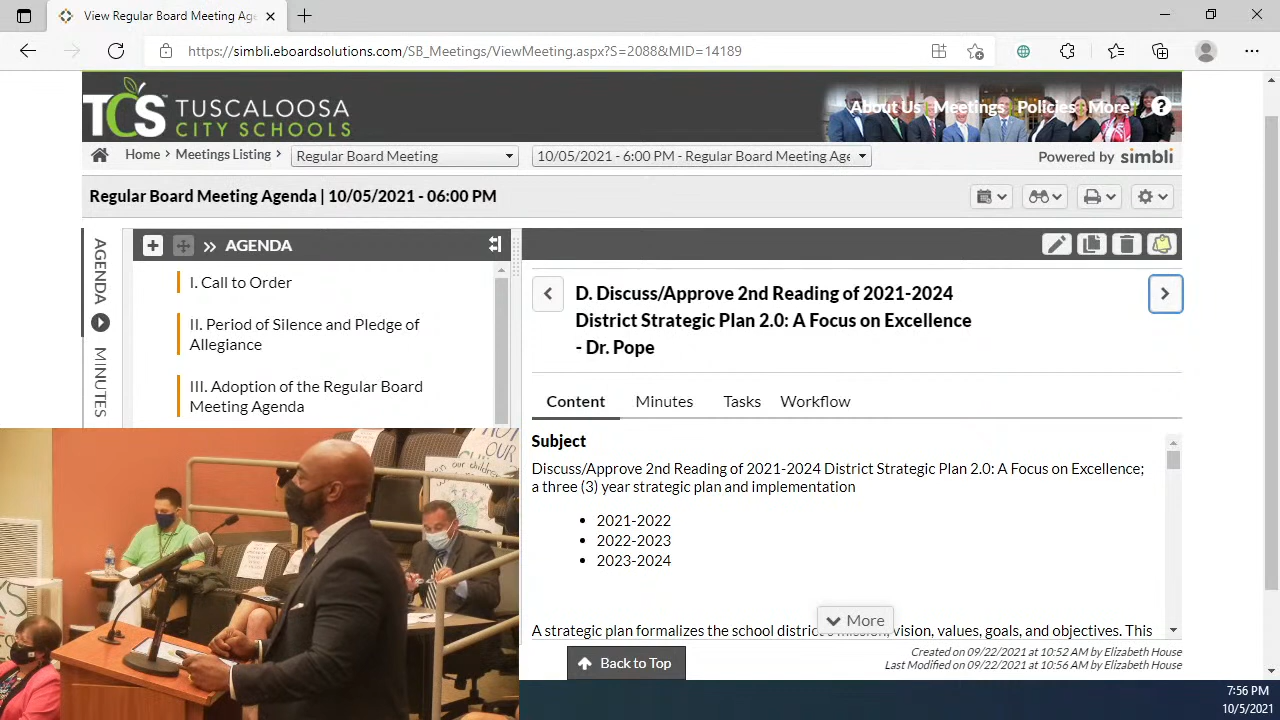 View Regular Board Meeting Age
https://simbli.eboardsolutions.com/SB_Meetings/ViewMeeting.aspx?S=2088&MID=14189
TCS TUSCALOOSA
CITY SCHOOLS
About Us Meetings Policies More
Home Meetings Listing Regular Board Meeting 10/05/2021 - 6:00 PM - Regular Board Meeting Age Powered by simbli
Regular Board Meeting Agenda | 10/05/2021 - 06:00 PM
AGENDA
MINUTES
AGENDA
I. Call to Order
II. Period of Silence and Pledge of
Allegiance
III. Adoption of the Regular Board
Meeting Agenda
D. Discuss/Approve 2nd Reading of 2021-2024
District Strategic Plan 2.0: A Focus on Excellence
- Dr. Pope
Content Minutes Tasks Workflow
Subject
Discuss/Approve 2nd Reading of 2021-2024 District Strategic Plan 2.0: A Focus on Excellence;
a three (3) year strategic plan and implementation
2021-2022
2022-2023
2023-2024
More
A strategic plan formalizes the school district's mission, vision, values, goals, and objectives. This
Created on 09/22/2021 at 10:52 AM by Elizabeth House
Last Modified on 09/22/2021 at 10:56 AM by Elizabeth House
Back to Top
7:56 PM
10/5/2021
OUR
our children